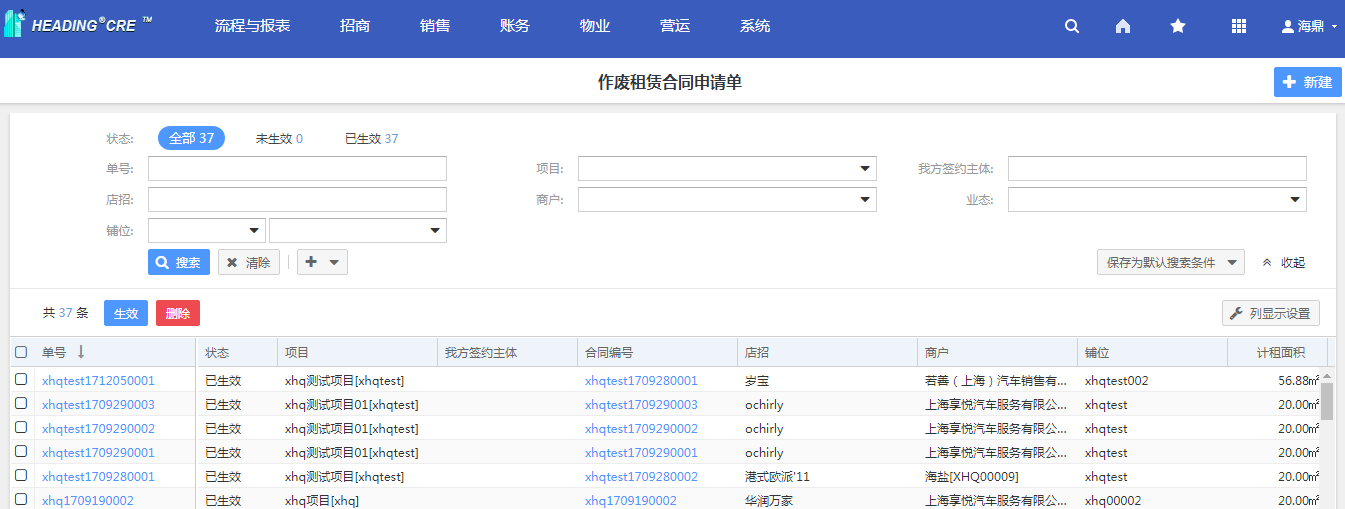 HEADING®CRE ™ 流程与报表 招商 销售 账务 物业 营运 系统 海鼎
作废租赁合同申请单 新建
状态: 全部 37 未生效 0 已生效 37
单号: 项目: 我方签约主体:
店招: 商户: 业态:
铺位:
搜索 清除 保存为默认搜索条件 收起
共 37 条 生效 删除 列显示设置
单号 状态 项目 我方签约主体 合同编号 店招 商户 铺位 计租面积
xhqtest1712050001 已生效 xhq测试项目[xhqtest] xhqtest1709280001 岁宝 若善（上海）汽车销售有... xhqtest002 56.88㎡
xhqtest1709290003 已生效 xhq测试项目01[xhqtest] xhqtest1709290003 ochirly 上海享悦汽车服务有限公... xhqtest 20.00㎡
xhqtest1709290002 已生效 xhq测试项目01[xhqtest] xhqtest1709290002 ochirly 上海享悦汽车服务有限公... xhqtest 20.00㎡
xhqtest1709290001 已生效 xhq测试项目01[xhqtest] xhqtest1709290001 ochirly 上海享悦汽车服务有限公... xhqtest 20.00㎡
xhqtest1709280001 已生效 xhq测试项目[xhqtest] xhqtest1709280002 港式欧派'11 海盐[XHQ00009] xhqtest 20.00㎡
xhq1709190002 已生效 xhq项目[xhq] xhq1709190002 华润万家 上海享悦汽车服务有限公... xhq00002 20.00㎡